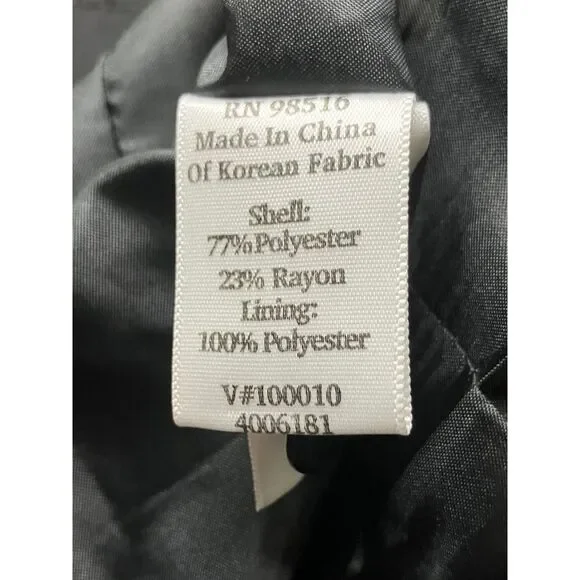 RN 98516
Made In China
Of Korean Fabric
Shell:
77%Polyester
23% Rayon
Lining:
100% Polyester
V#100010
4006181